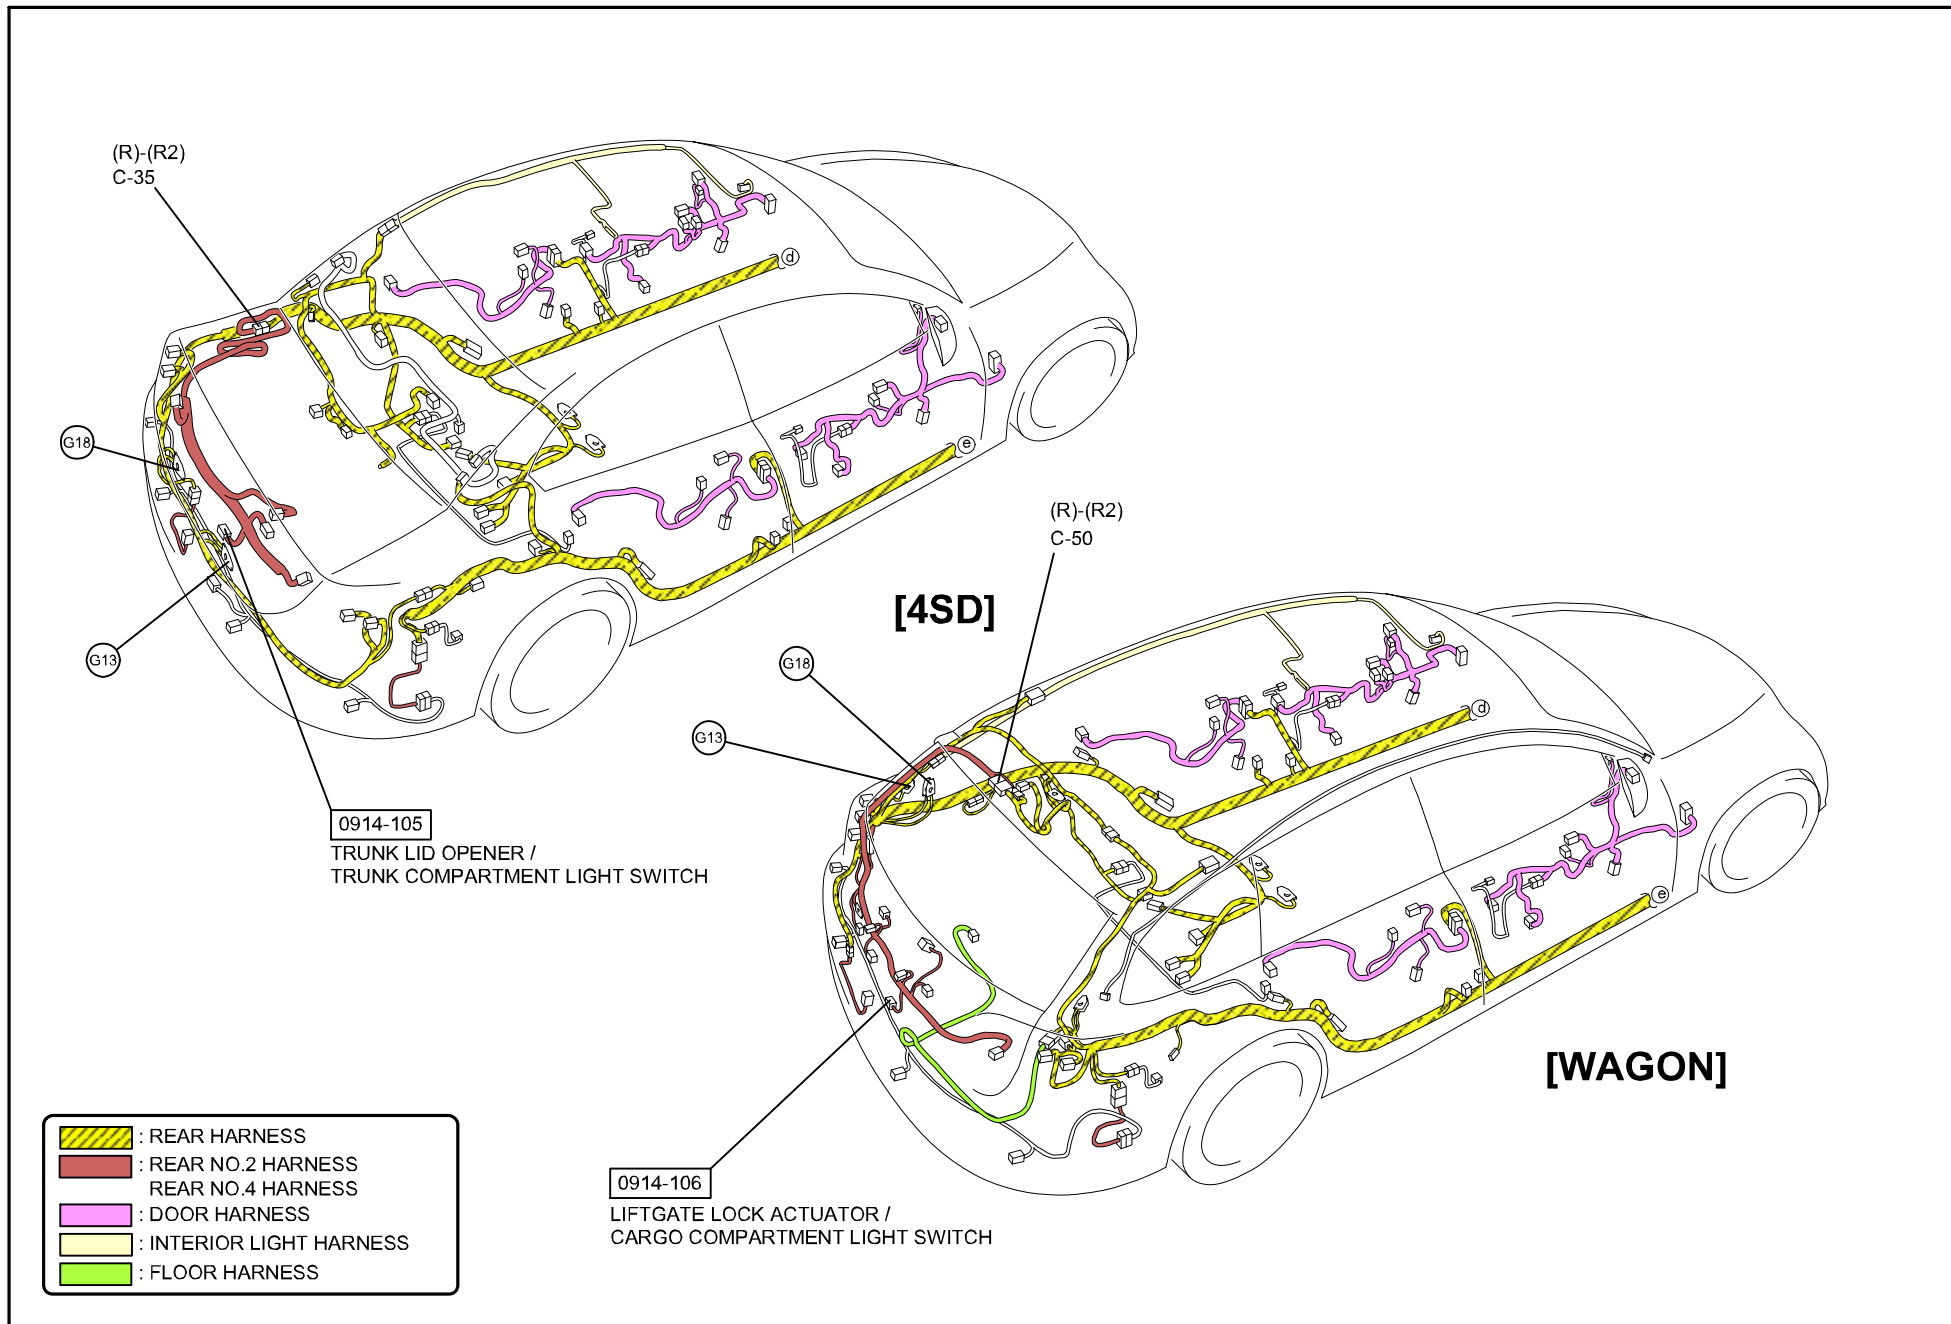 (R)-(R2)
C-35
d
G18
e
G13
[4SD]
0914-105
TRUNK LID OPENER /
TRUNK COMPARTMENT LIGHT SWITCH
(R)-(R2)
C-50
G18
G13
d
e
[WAGON]
0914-106
LIFTGATE LOCK ACTUATOR /
CARGO COMPARTMENT LIGHT SWITCH
: REAR HARNESS
: REAR NO.2 HARNESS
REAR NO.4 HARNESS
: DOOR HARNESS
: INTERIOR LIGHT HARNESS
: FLOOR HARNESS